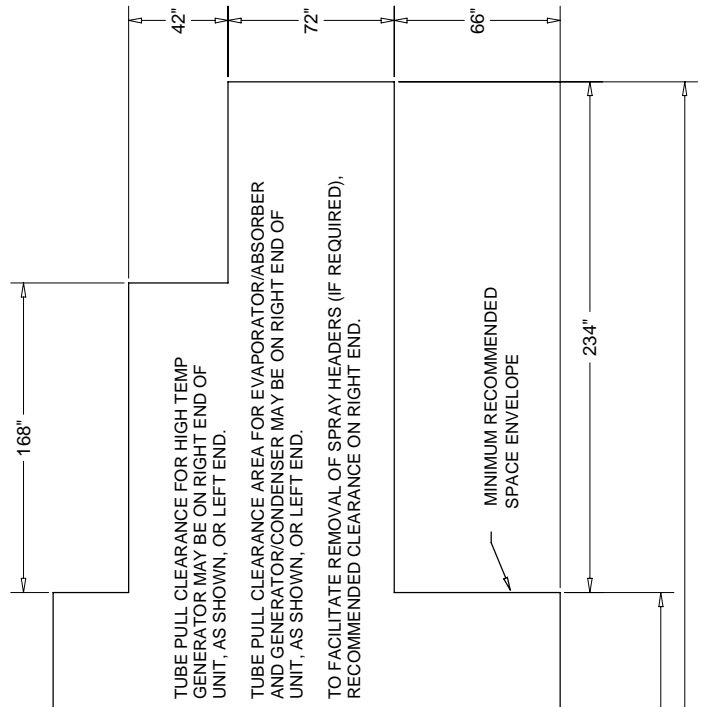 42"
72"
66"
168"
TUBE PULL CLEARANCE FOR HIGH TEMP
GENERATOR MAY BE ON RIGHT END OF
UNIT, AS SHOWN, OR LEFT END.
TUBE PULL CLEARANCE AREA FOR EVAPORATOR/ABSORBER
AND GENERATOR/CONDENSER MAY BE ON RIGHT END OF
UNIT, AS SHOWN, OR LEFT END.
TO FACILITATE REMOVAL OF SPRAY HEADERS (IF REQUIRED),
RECOMMENDED CLEARANCE ON RIGHT END.
MINIMUM RECOMMENDED
SPACE ENVELOPE
234"